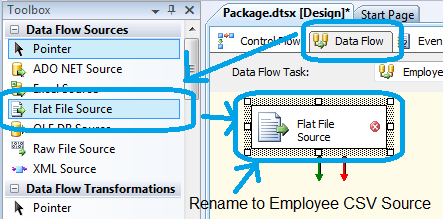 Toolbox
Data Flow Sources
Pointer
ADO NET Source
Excel Source
Flat File Source
OLE DB Source
Raw File Source
XML Source
Data Flow Transformations
Pointer
Package.dtsx [Design]*
Start Page
Control Flow
Data Flow
Even
Data Flow Task:
Employe
Flat File
Source
Rename to Employee CSV Source